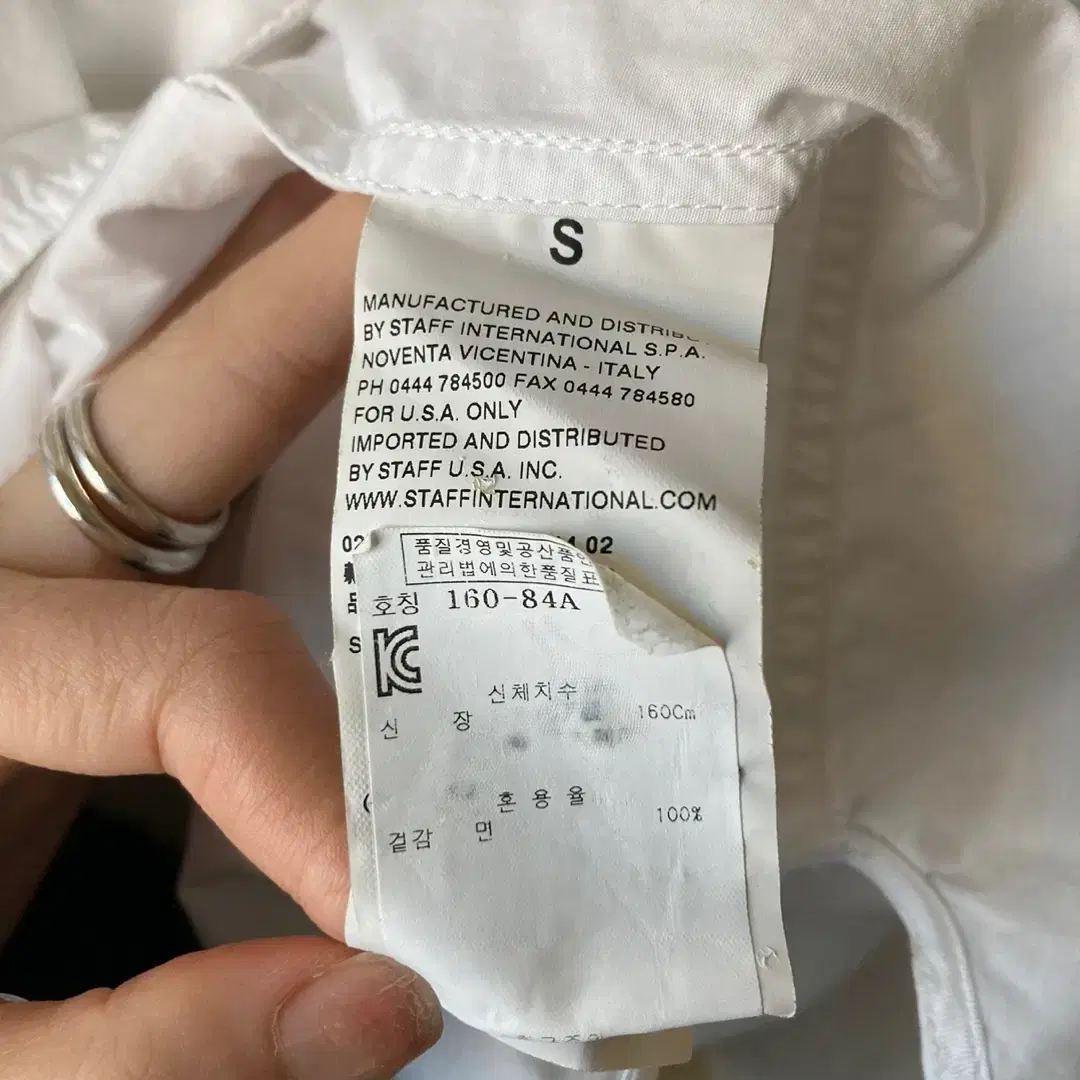 S
MANUFACTURED AND
BY STAFF INTERNATIONAL S.P.A.
NOVENTA VICENTINA - ITALY
PH 0444 784500 FAX 0444 784580
FOR U.S.A. ONLY
IMPORTED AND DISTRIBUTED
BY STAFF U.S.A. INC.
WWW.STAFFINTERNATIONAL.COM
02
품질경영및공산품
관리법에의한품질표
호칭 160-84A
KC
신체치수
신 장 160Cm
혼용율
겉감 면 100%